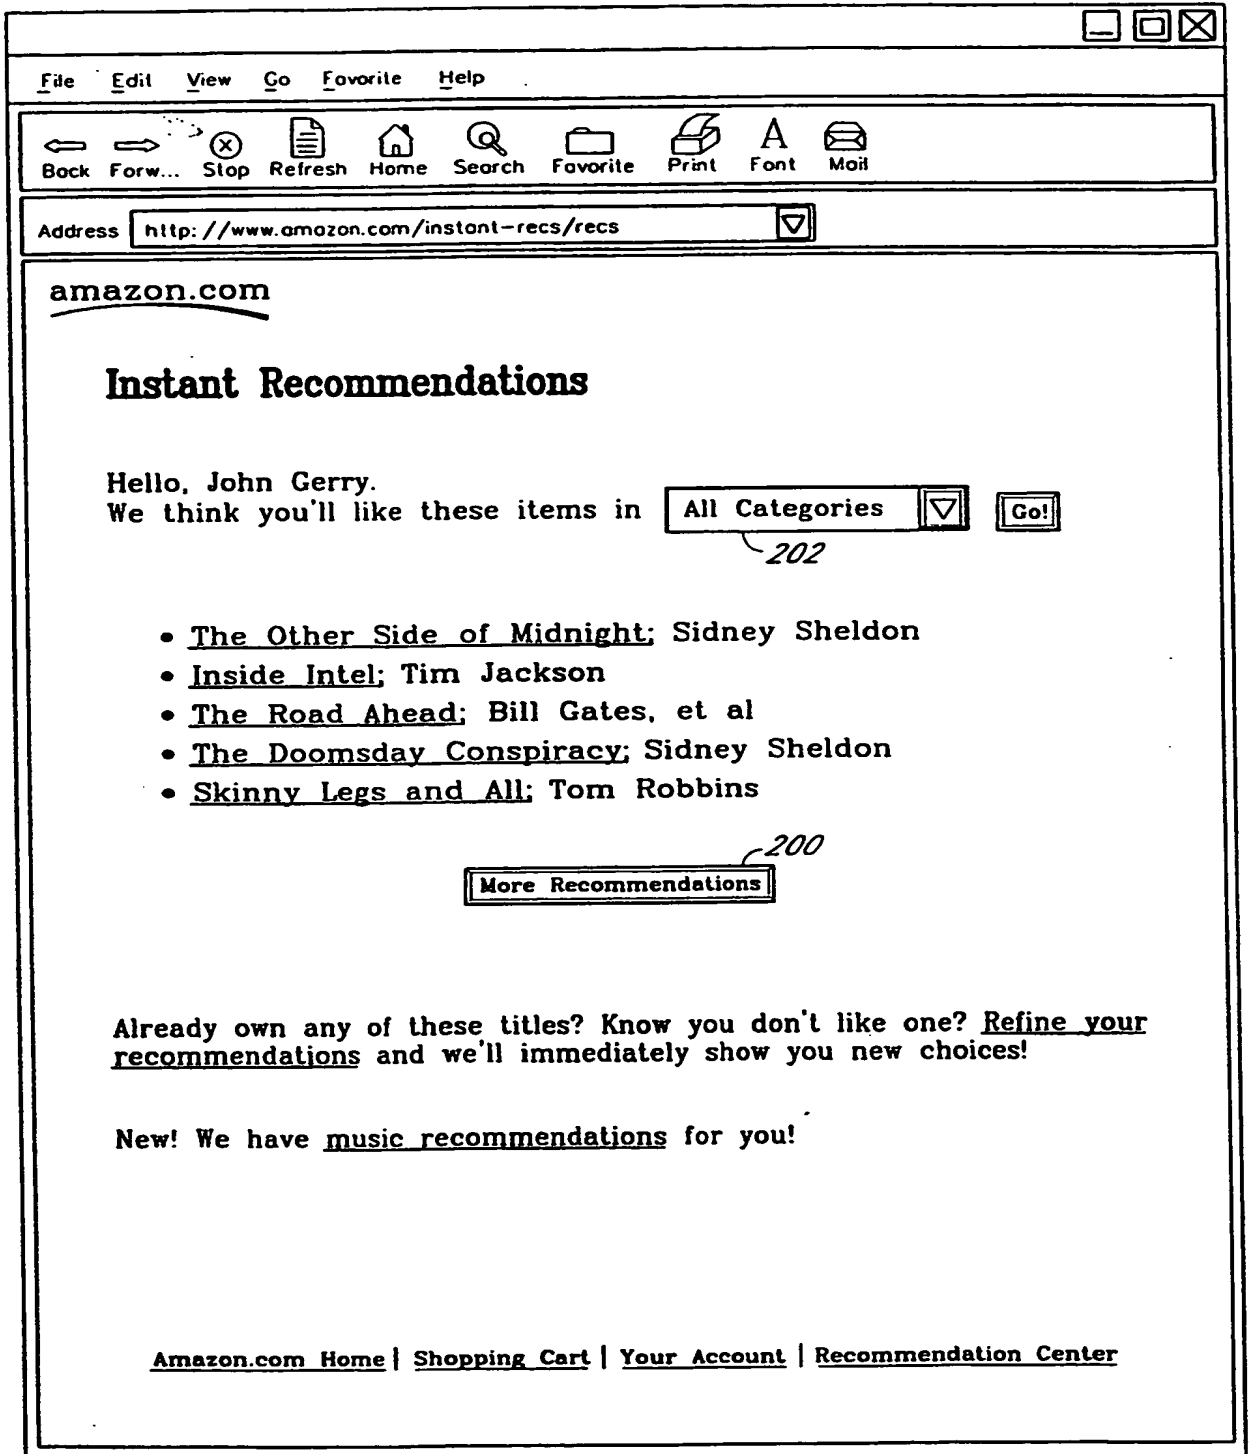 File Edit View Go Favorite Help
Back Forw... Stop Refresh Home Search Favorite Print Font Mail
Address http://www.amazon.com/instant-recs/recs
amazon.com
Instant Recommendations
Hello, John Gerry.
We think you'll like these items in All Categories Go!
202
• The Other Side of Midnight; Sidney Sheldon
• Inside Intel; Tim Jackson
• The Road Ahead; Bill Gates, et al
• The Doomsday Conspiracy; Sidney Sheldon
• Skinny Legs and All; Tom Robbins
200
More Recommendations
Already own any of these titles? Know you don't like one? Refine your
recommendations and we'll immediately show you new choices!
New! We have music recommendations for you!
Amazon.com Home | Shopping Cart | Your Account | Recommendation Center